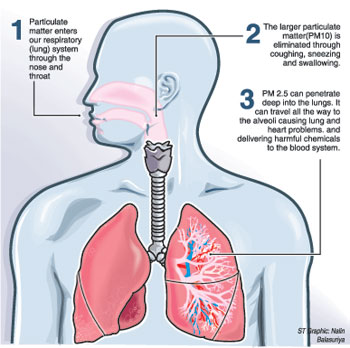 1 Particulate
matter enters
our respiratory
(lung) system
through the
nose and
throat
2 The larger particulate
matter(PM10) is
eliminated through
coughing, sneezing
and swallowing.
3 PM 2.5 can penetrate
deep into the lungs. It
can travel all the way to
the alveoli causing lung and
heart problems. and
delivering harmful chemicals
to the blood system.
ST Graphic: Nalin
Balasuriya